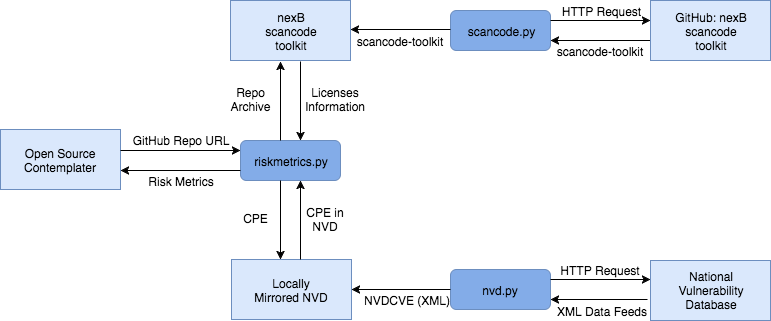 nexB
scancode
toolkit
scancode-toolkit
scancode.py
HTTP Request
scancode-toolkit
GitHub: nexB
scancode
toolkit
Repo
Archive
Licenses
Information
Open Source
Contemplater
GitHub Repo URL
Risk Metrics
riskmetrics.py
CPE
CPE in
NVD
Locally
Mirrored NVD
NVDCVE (XML)
nvd.py
HTTP Request
XML Data Feeds
National
Vulnerability
Database